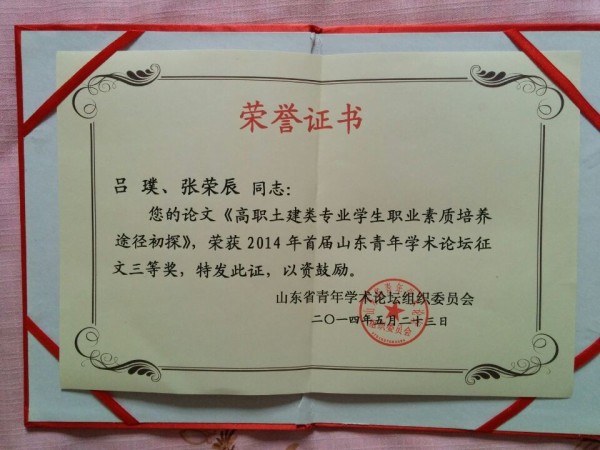 荣誉证书
吕璞、张荣辰 同志：
您的论文《高职土建类专业学生职业素质培养
途径初探》，荣获2014年首届山东青年学术论坛征
文三等奖，特发此证，以资鼓励。
山东省青年学术论坛组织委员会
二〇一四年五月二十三日